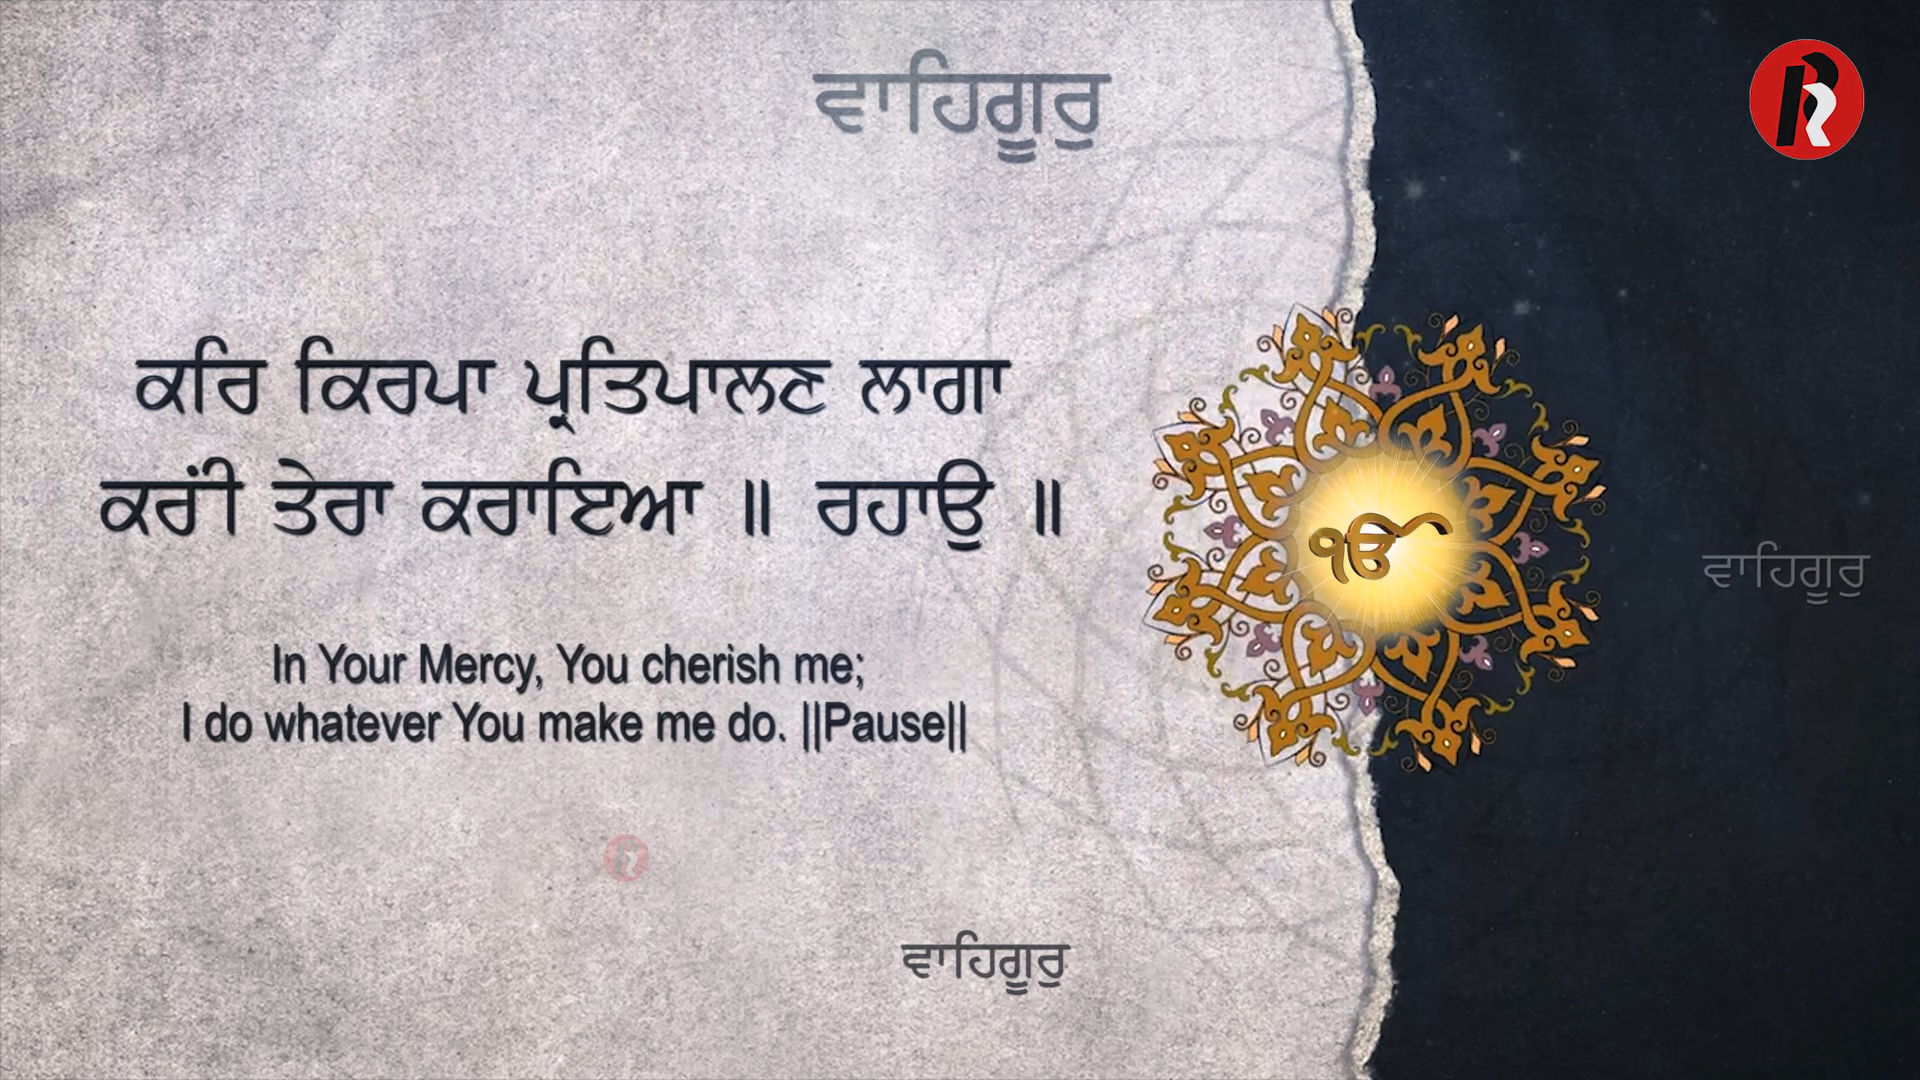 ਵਾਹਿਗੂਰੁ
ਕਰਿ ਕਿਰਪਾ ਪ੍ਰਤਿਪਾਲਣ ਲਾਗਾ
ਕਰੀਂ ਤੇਰਾ ਕਰਾਇਆ ॥ ਰਹਾਉ ॥
ੴ
ਵਾਹਿਗੂਰੁ
In Your Mercy, You cherish me;
I do whatever You make me do. ||Pause||
ਵਾਹਿਗੂਰੁ